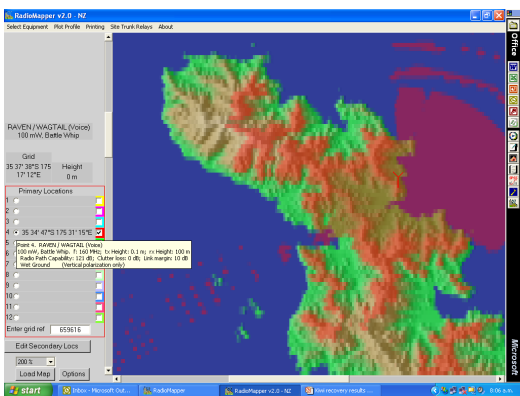 RadioMapper v2.0 - NZ
Select Equipment Plot Profile Printing Site Trunk Relays About
RAVEN / WAGTAIL (Voice)
100 mW, Battle Whip
Grid
35 37' 38"S 175 Height
17' 12"E 0 m
Primary Locations
1
2
3
4 35 34' 47"S 175 31' 15"E
5 Point 4. RAVEN / WAGTAIL (Voice)
6 100 mW, Battle Whip. f: 160 MHz; tx Height: 0.1 m; rx Height: 100 m
Radio Path Capability: 121 dB; Clutter loss: 0 dB; Link margin: 10 dB
7 Wet Ground (Vertical polarization only)
8
9
10
11
12
Enter grid ref 659616
Edit Secondary Locs
200%
Load Map Options
Office
Microsoft
start Inbox - Microsoft Out... RadioMapper RadioMapper v2.0 - NZ Kiwi recovery results ... 8:06 a.m.